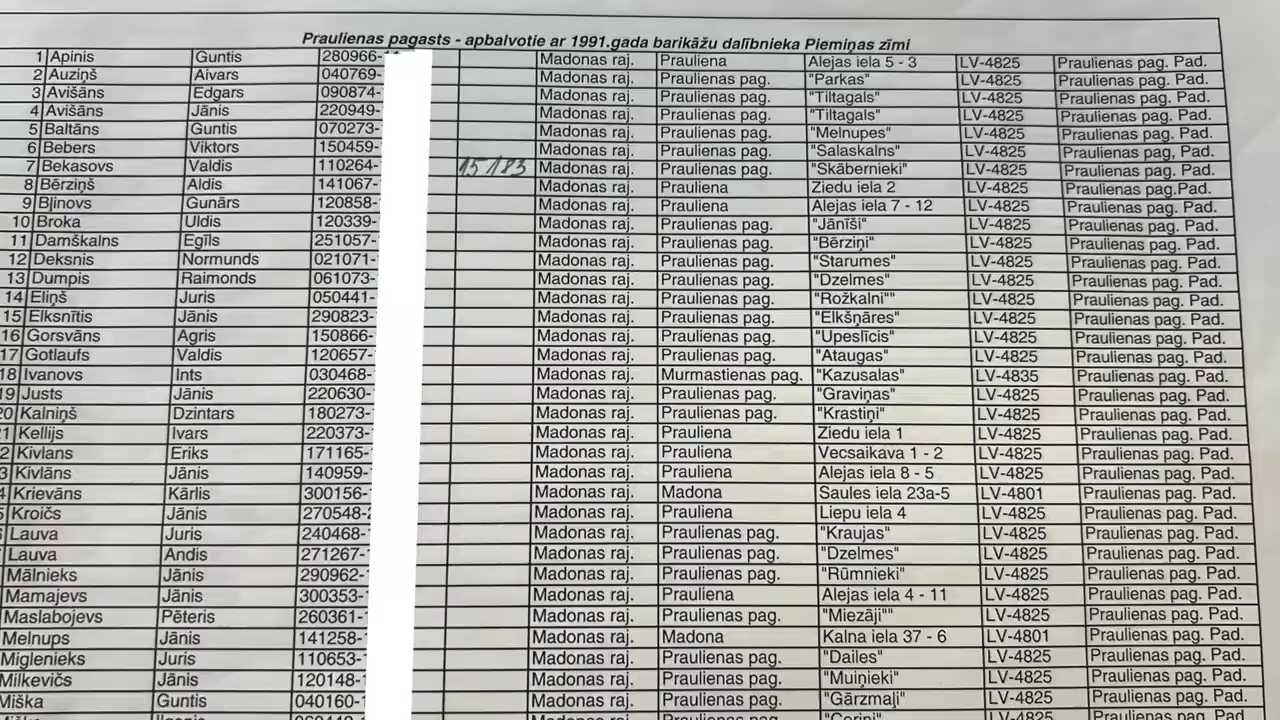 Praulienas pagasts - apbalvotie ar 1991.gada barikāžu dalībnieka Piemiņas zīmi
1 Apinis Guntis 280966- Madonas raj. Prauliena Alejas iela 5 - 3 LV-4825 Praulienas pag. Pad.
2 Auziņš Aivars 040769- Madonas raj. Praulienas pag. "Parkas" LV-4825 Praulienas pag. Pad.
3 Avišāns Edgars 090874- Madonas raj. Praulienas pag. "Tiltagals" LV-4825 Praulienas pag. Pad.
4 Avišāns Jānis 220949- Madonas raj. Praulienas pag. "Tiltagals" LV-4825 Praulienas pag. Pad.
5 Baltāns Guntis 070273- Madonas raj. Praulienas pag. "Melnupes" LV-4825 Praulienas pag. Pad.
6 Bebers Viktors 150459- Madonas raj. Praulienas pag. "Salaskalns" LV-4825 Praulienas pag, Pad.
7 Bekasovs Valdis 110264- 15183 Madonas raj. Praulienas pag. "Skābernieki" LV-4825 Praulienas pag. Pad.
8 Bērziņš Aldis 141067- Madonas raj. Prauliena Ziedu iela 2 LV-4825 Praulienas pag.Pad.
9 Bļinovs Gunārs 120858- Madonas raj. Prauliena Alejas iela 7 - 12 LV-4825 Praulienas pag. Pad.
10 Broka Uldis 120339- Madonas raj. Praulienas pag. "Jānīši" LV-4825 Praulienas pag. Pad.
11 Damškalns Egīls 251057- Madonas raj. Praulienas pag. "Bērziņi" LV-4825 Praulienas pag. Pad.
12 Deksnis Normunds 021071- Madonas raj. Praulienas pag. "Starumes" LV-4825 Praulienas pag. Pad.
13 Dumpis Raimonds 061073- Madonas raj. Praulienas pag. "Dzelmes" LV-4825 Praulienas pag. Pad.
14 Eliņš Juris 050441- Madonas raj. Praulienas pag. "Rožkalni"" LV-4825 Praulienas pag. Pad.
15 Elksnītis Jānis 290823- Madonas raj. Praulienas pag. "Elkšņāres" LV-4825 Praulienas pag. Pad.
16 Gorsvāns Agris 150866- Madonas raj. Praulienas pag. "Upeslīcis" LV-4825 Praulienas pag. Pad.
17 Gotlaufs Valdis 120657- Madonas raj. Praulienas pag. "Ataugas" LV-4825 Praulienas pag. Pad.
18 Ivanovs Ints 030468- Madonas raj. Murmastienas pag. "Kazusalas" LV-4835 Praulienas pag. Pad.
19 Justs Jānis 220630- Madonas raj. Praulienas pag. "Graviņas" LV-4825 Praulienas pag. Pad.
20 Kalniņš Dzintars 180273- Madonas raj. Praulienas pag. "Krastiņi" LV-4825 Praulienas pag. Pad.
1 Kellijs Ivars 220373- Madonas raj. Prauliena Ziedu iela 1 LV-4825 Praulienas pag. Pad.
2 Kivlans Eriks 171165- Madonas raj. Prauliena Vecsaikava 1 - 2 LV-4825 Praulienas pag. Pad.
3 Kivlāns Jānis 140959- Madonas raj. Prauliena Alejas iela 8 - 5 LV-4825 Praulienas pag. Pad.
4 Krievāns Kārlis 300156- Madonas raj. Madona Saules iela 23a-5 LV-4801 Praulienas pag. Pad.
Kroičs Jānis 270548-2 Madonas raj. Prauliena Liepu iela 4 LV-4825 Praulienas pag. Pad.
Lauva Juris 240468- Madonas raj. Praulienas pag. "Kraujas" LV-4825 Praulienas pag. Pad.
Lauva Andis 271267- Madonas raj. Praulienas pag. "Dzelmes" LV-4825 Praulienas pag. Pad.
Mālnieks Jānis 290962- Madonas raj. Praulienas pag. "Rūmnieki" LV-4825 Praulienas pag. Pad.
Mamajevs Jānis 300353- Madonas raj. Prauliena Alejas iela 4 - 11 LV-4825 Praulienas pag. Pad.
Maslabojevs Pēteris 260361- Madonas raj. Praulienas pag. "Miezāji"" LV-4825 Praulienas pag. Pad.
Melnups Jānis 141258- Madonas raj. Madona Kalna iela 37 - 6 LV-4801 Praulienas pag. Pad.
Miglenieks Juris 110653- Madonas raj. Praulienas pag. "Dailes" LV-4825 Praulienas pag. Pad.
Milkevičs Jānis 120148- Madonas raj. Praulienas pag. "Muiņieki" LV-4825 Praulienas pag. Pad.
Miška Guntis 040160- Madonas raj. Praulienas pag. "Gārzmaļi" LV-4825 Praulienas pag. Pad.
Madonas raj. Praulienas pag. LV-4825 Praulienas pag. Pad.